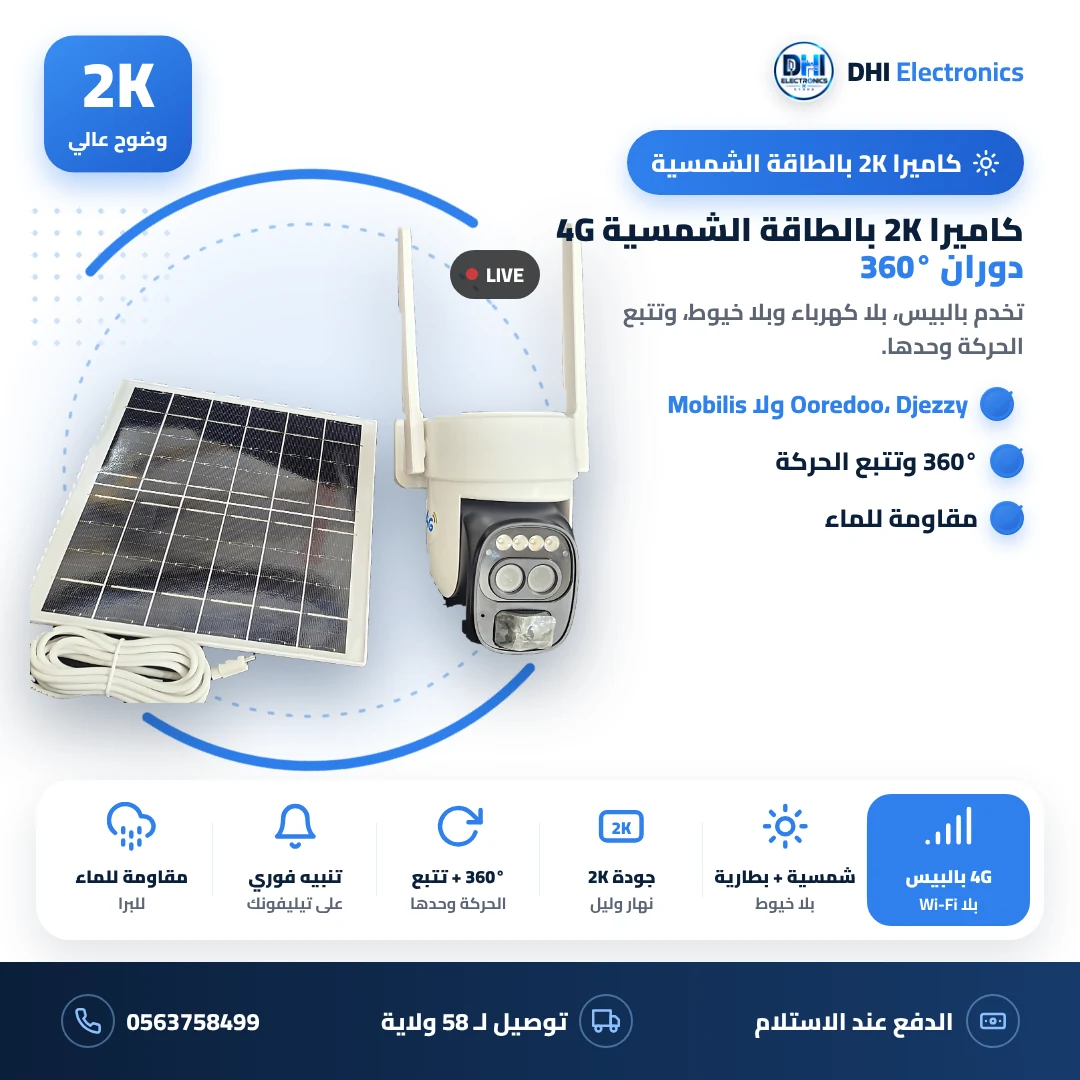 DHI Electronics
DHI
ELECTRONICS
2K
وضوح عالي
كاميرا 2K بالطاقة الشمسية
كاميرا 2K بالطاقة الشمسية 4G
دوران 360°
تخدم بالبيس، بلا كهرباء وبلا خيوط، وتتبع
الحركة وحدها.
LIVE
Ooredoo، Djezzy ولا Mobilis
360° وتتبع الحركة
مقاومة للماء
4G
4G بالبيس
بلا Wi-Fi
شمسية + بطارية
بلا خيوط
2K
جودة 2K
نهار وليل
360° + تتبع
الحركة وحدها
تنبيه فوري
على تيليفونك
مقاومة للماء
للبرا
الدفع عند الاستلام
توصيل لـ 58 ولاية
0563758499